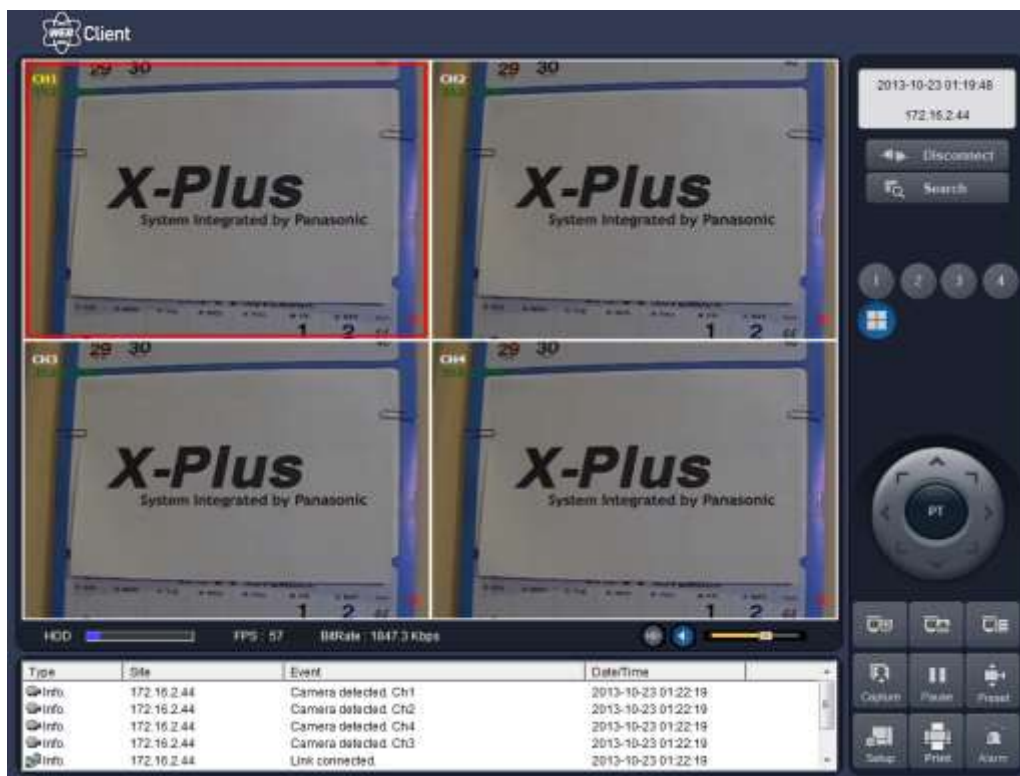 WEB Client
CH1
29 30
X-Plus
System Integrated by Panasonic
1 2
CH2
29 30
X-Plus
System Integrated by Panasonic
1 2
CH3
29 30
X-Plus
System Integrated by Panasonic
1 2
CH4
29 30
X-Plus
System Integrated by Panasonic
1 2
2013-10-23 01:19:48
172.16.2.44
Disconnect
Search
1 2 3 4
PT
HDD FPS : 57 BitRate : 1847.3 Kbps
Capture Pause Preset
Setup Print Alarm
Type Site Event Date/Time
Info. 172.16.2.44 Camera detected. Ch1 2013-10-23 01:22:19
Info. 172.16.2.44 Camera detected. Ch2 2013-10-23 01:22:19
Info. 172.16.2.44 Camera detected. Ch4 2013-10-23 01:22:19
Info. 172.16.2.44 Camera detected. Ch3 2013-10-23 01:22:19
Info. 172.16.2.44 Link connected. 2013-10-23 01:22:19